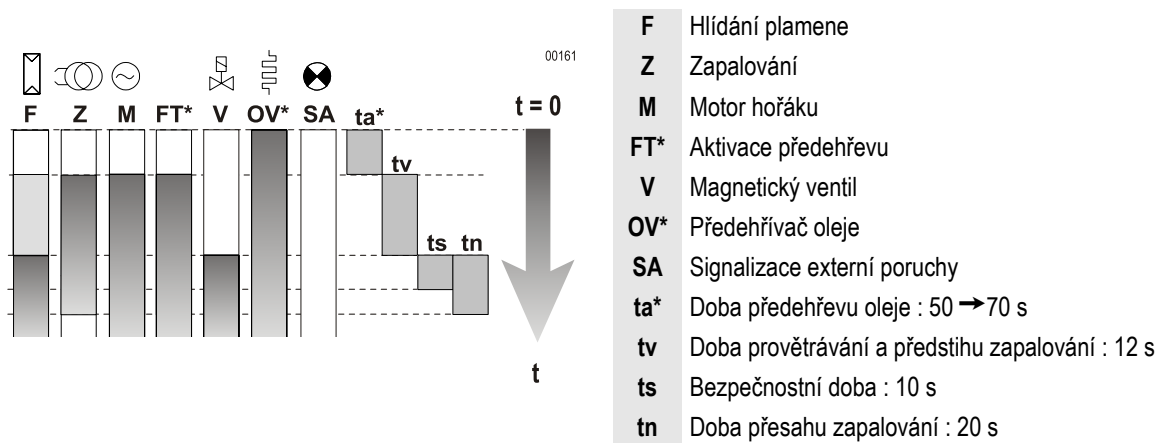 00161
F Z M FT* V OV* SA ta* t = 0
tv
ts tn
t
F Hlídání plamene
Z Zapalování
M Motor hořáku
FT* Aktivace předehřevu
V Magnetický ventil
OV* Předehřívač oleje
SA Signalizace externí poruchy
ta* Doba předehřevu oleje : 50 → 70 s
tv Doba provětrávání a předstihu zapalování : 12 s
ts Bezpečnostní doba : 10 s
tn Doba přesahu zapalování : 20 s